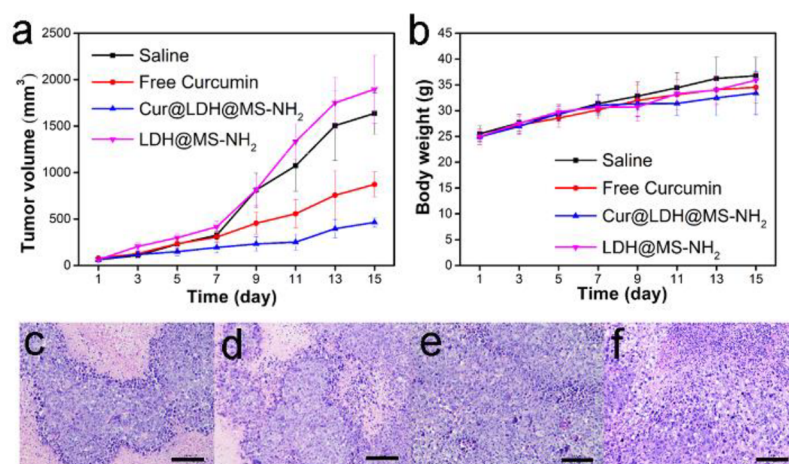 a
Tumor volume (mm³)
2500
2000
1500
1000
500
0
Saline
Free Curcumin
Cur@LDH@MS-NH₂
LDH@MS-NH₂
1 3 5 7 9 11 13 15
Time (day)
b
Body weight (g)
45
40
35
30
25
20
15
10
5
0
Saline
Free Curcumin
Cur@LDH@MS-NH₂
LDH@MS-NH₂
1 3 5 7 9 11 13 15
Time (day)
c d e f